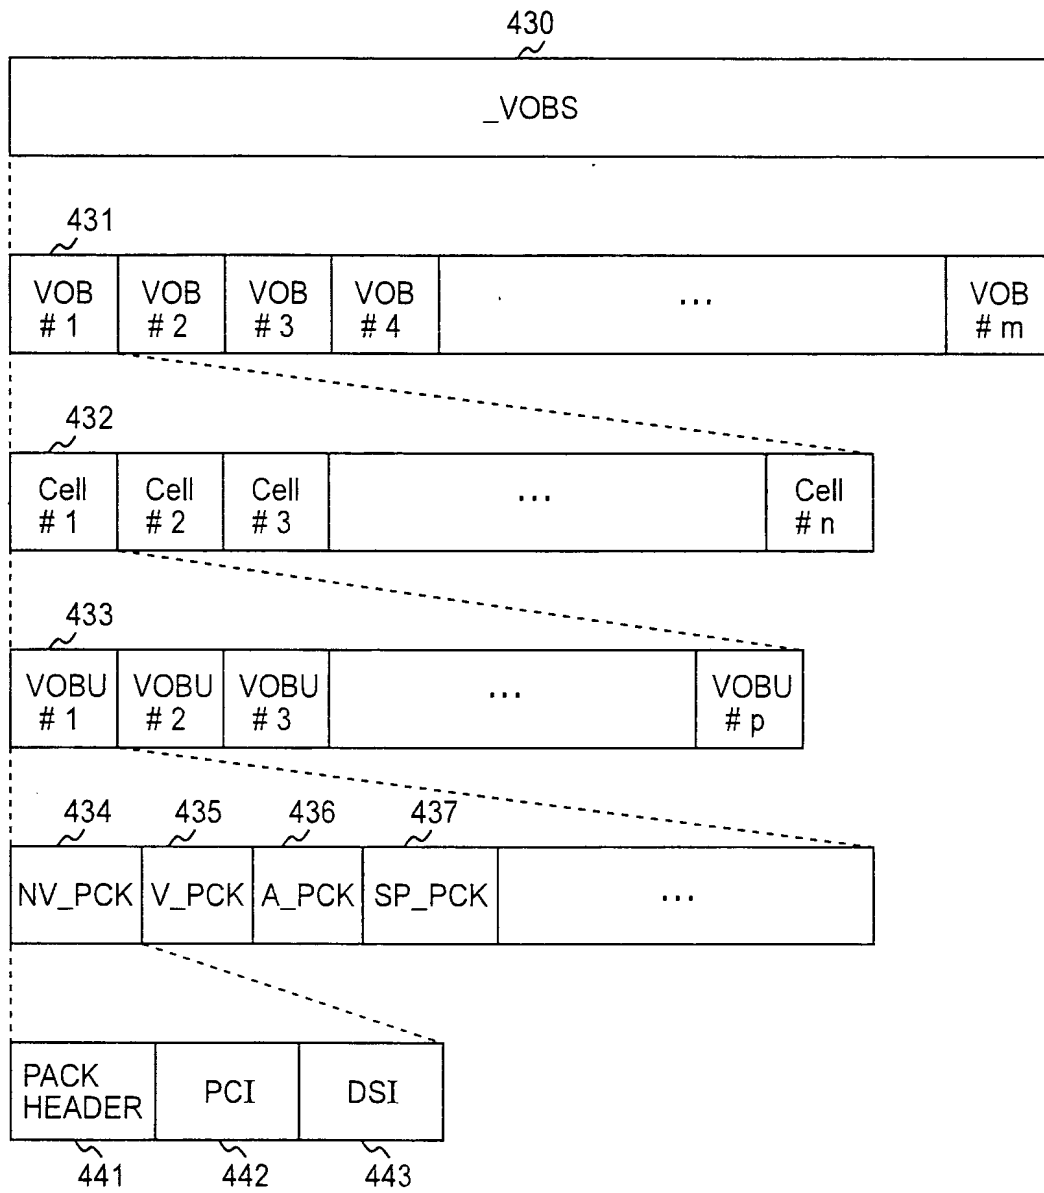 430
_VOBS
431
VOB # 1
VOB # 2
VOB # 3
VOB # 4
...
VOB # m
432
Cell # 1
Cell # 2
Cell # 3
...
Cell # n
433
VOBU # 1
VOBU # 2
VOBU # 3
...
VOBU # p
434 435 436 437
NV_PCK V_PCK A_PCK SP_PCK ...
PACK HEADER
PCI
DSI
441 442 443